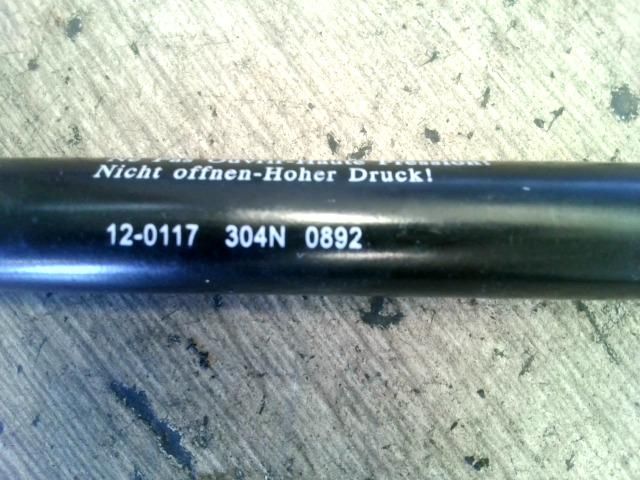 Nicht offnen-Hoher Druck!
12-0117 304N 0892